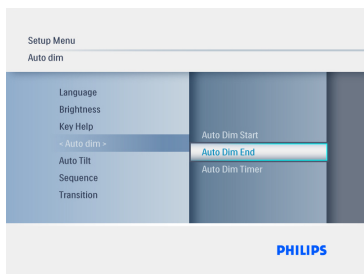 Setup Menu
Auto dim
Language
Brightness
Key Help
< Auto dim >
Auto Tilt
Sequence
Transition
Auto Dim Start
Auto Dim End
Auto Dim Timer
PHILIPS